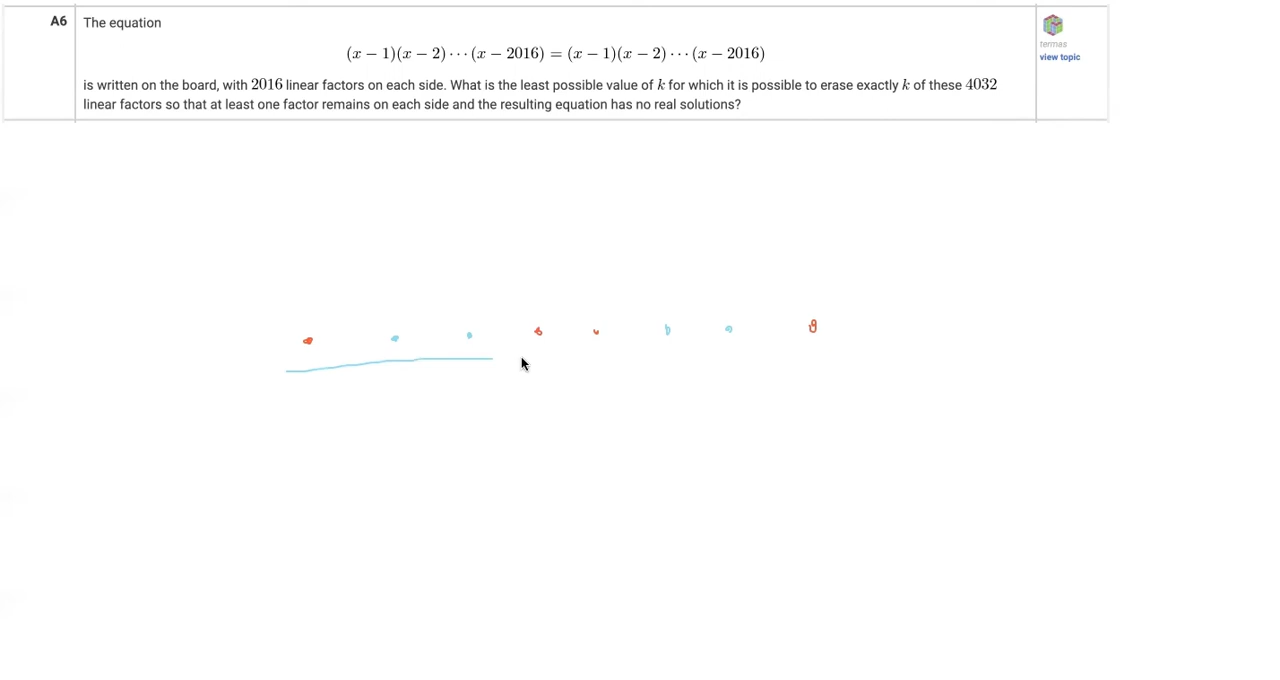 A6
The equation
(x − 1)(x − 2) ⋯ (x − 2016) = (x − 1)(x − 2) ⋯ (x − 2016)
is written on the board, with 2016 linear factors on each side. What is the least possible value of k for which it is possible to erase exactly k of these 4032
linear factors so that at least one factor remains on each side and the resulting equation has no real solutions?
termas
view topic